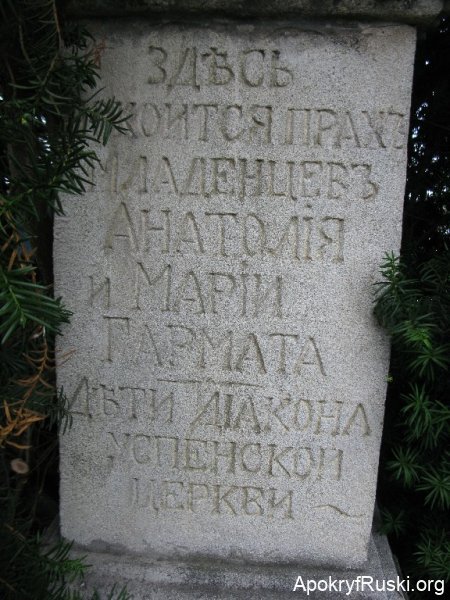 ЗДѢСЬ
КОИТСЯ ПРАХЪ
МЛАДЕНЦЕВЪ
АНАТОЛІЯ
и МАРІИ
ГАРМАТА
ДѢТИ ДІАКОНА
УСПЕНСКОЙ
ЦЕРКВИ ~
ApokryfRuski.org